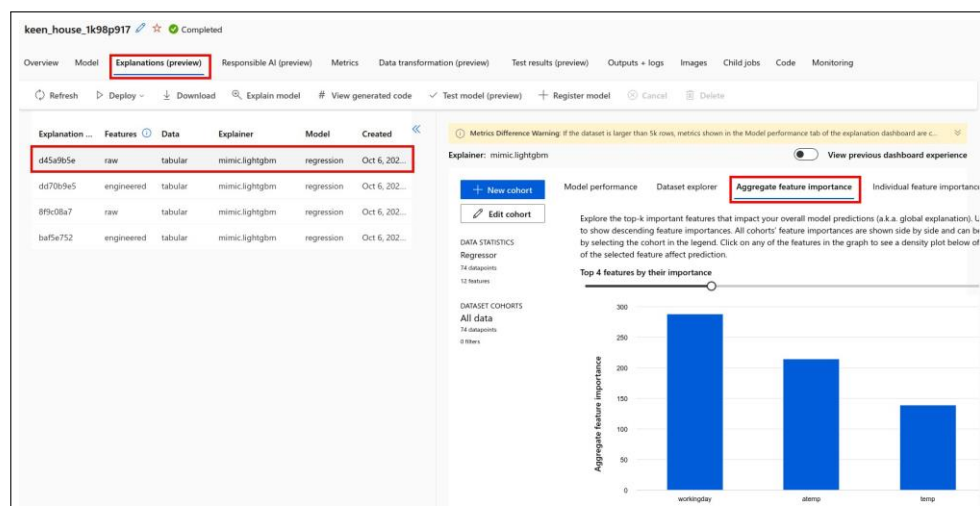 keen_house_1k98p917 Completed
Overview Model Explanations (preview) Responsible AI (preview) Metrics Data transformation (preview) Test results (preview) Outputs + logs Images Child jobs Code Monitoring
Refresh Deploy Download Explain model # View generated code Test model (preview) + Register model Cancel Delete
Explanation ... Features Data Explainer Model Created
d45a9b5e raw tabular mimic.lightgbm regression Oct 6, 202...
dd70b9e5 engineered tabular mimic.lightgbm regression Oct 6, 202...
8f9c08a7 raw tabular mimic.lightgbm regression Oct 6, 202...
baf5e752 engineered tabular mimic.lightgbm regression Oct 6, 202...
Metrics Difference Warning: If the dataset is larger than 5k rows, metrics shown in the Model performance tab of the explanation dashboard are c...
Explainer: mimic.lightgbm
View previous dashboard experience
+ New cohort
Edit cohort
DATA STATISTICS
Regressor
74 datapoints
12 features
DATASET COHORTS
All data
74 datapoints
0 filters
Model performance Dataset explorer Aggregate feature importance Individual feature importance
Explore the top-k important features that impact your overall model predictions (a.k.a. global explanation). U
to show descending feature importances. All cohorts' feature importances are shown side by side and can be
by selecting the cohort in the legend. Click on any of the features in the graph to see a density plot below of
of the selected feature affect prediction.
Top 4 features by their importance
Aggregate feature importance
300
250
200
150
100
50
0
workingday atemp temp